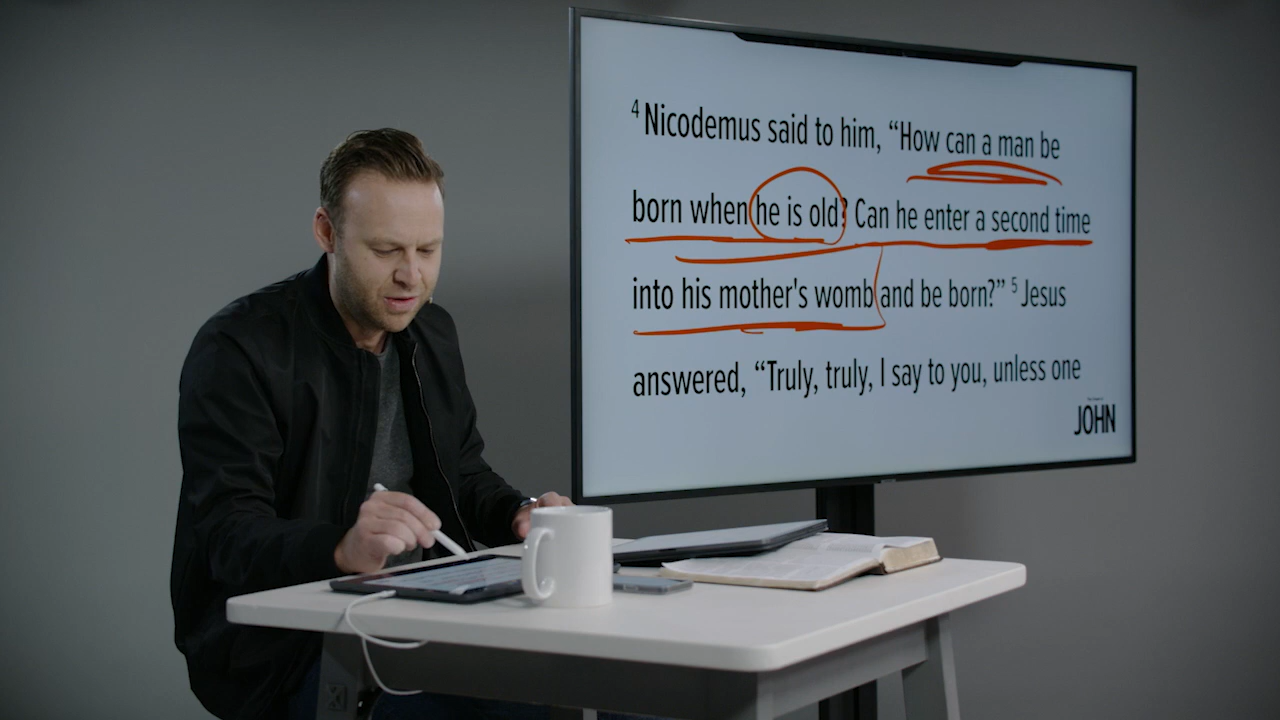 4 Nicodemus said to him, “How can a man be
born when he is old? Can he enter a second time
into his mother's womb and be born?” 5 Jesus
answered, “Truly, truly, I say to you, unless one
JOHN